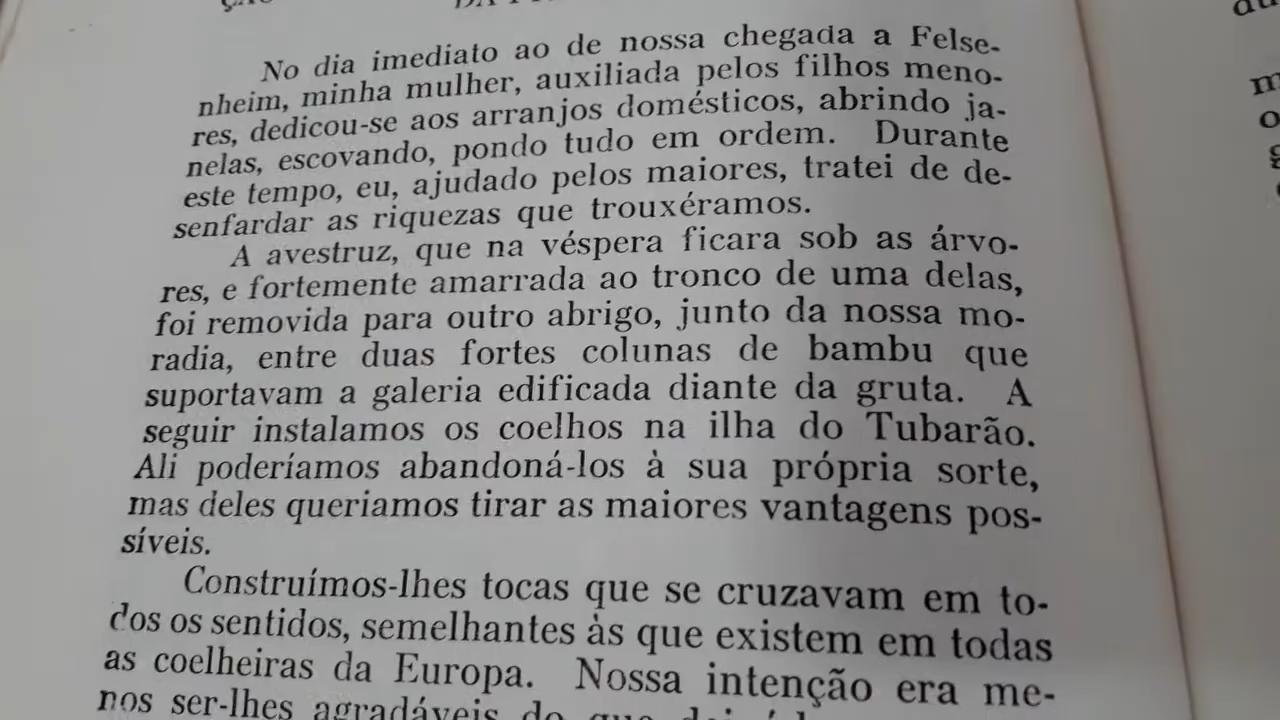 No dia imediato ao de nossa chegada a Felse-
nheim, minha mulher, auxiliada pelos filhos meno-
res, dedicou-se aos arranjos domésticos, abrindo ja-
nelas, escovando, pondo tudo em ordem. Durante
este tempo, eu, ajudado pelos maiores, tratei de de-
senfardar as riquezas que trouxéramos.
A avestruz, que na véspera ficara sob as árvo-
res, e fortemente amarrada ao tronco de uma delas,
foi removida para outro abrigo, junto da nossa mo-
radia, entre duas fortes colunas de bambu que
suportavam a galeria edificada diante da gruta. A
seguir instalamos os coelhos na ilha do Tubarão.
Ali poderíamos abandoná-los à sua própria sorte,
mas deles queriamos tirar as maiores vantagens pos-
síveis.
Construímos-lhes tocas que se cruzavam em to-
dos os sentidos, semelhantes às que existem em todas
as coelheiras da Europa. Nossa intenção era me-
nos ser-lhes agradáveis do que